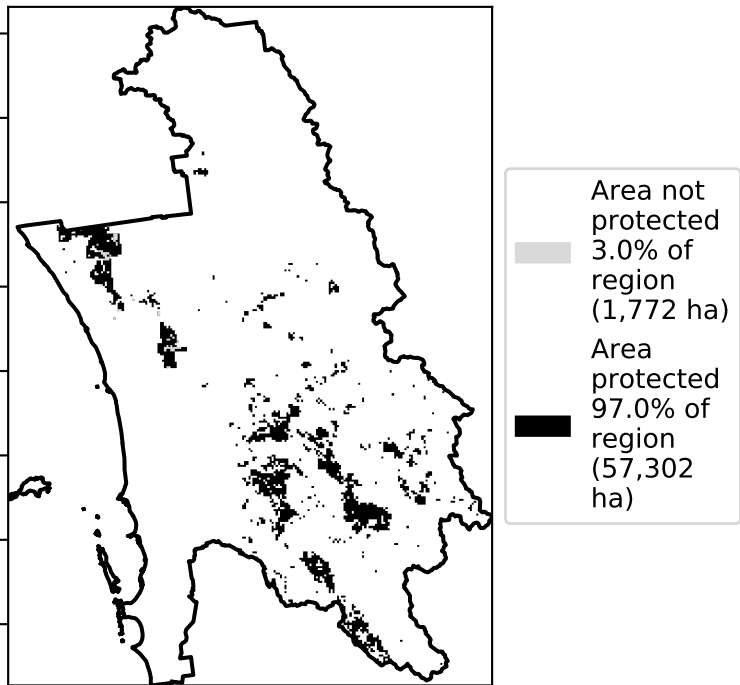 Area not
protected
3.0% of
region
(1,772 ha)
Area
protected
97.0% of
region
(57,302
ha)